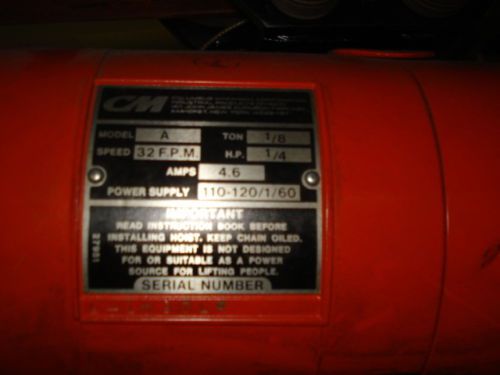 CM
MODEL A TON 1/8
SPEED 32 F.P.M. H.P. 1/4
AMPS 4.6
POWER SUPPLY 110-120/1/60
IMPORTANT
READ INSTRUCTION BOOK BEFORE
INSTALLING HOIST. KEEP CHAIN OILED.
THIS EQUIPMENT IS NOT DESIGNED
FOR OR SUITABLE AS A POWER
SOURCE FOR LIFTING PEOPLE.
SERIAL NUMBER